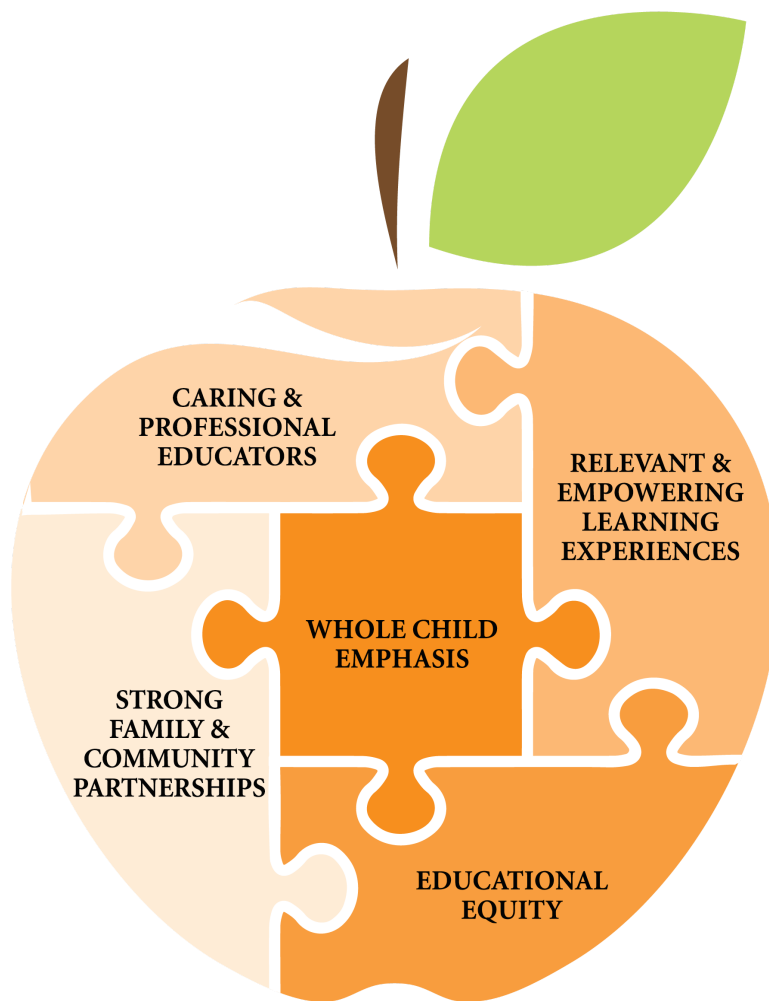 CARING &
PROFESSIONAL
EDUCATORS
RELEVANT &
EMPOWERING
LEARNING
EXPERIENCES
WHOLE CHILD
EMPHASIS
STRONG
FAMILY &
COMMUNITY
PARTNERSHIPS
EDUCATIONAL
EQUITY